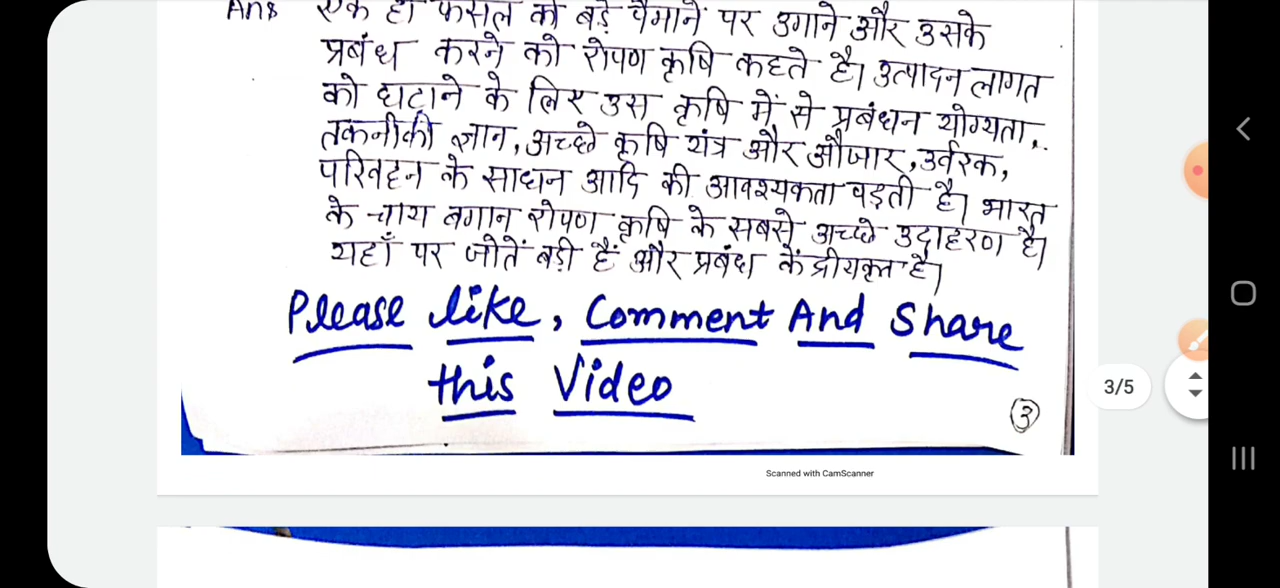 Ans एक ही फसल को बड़े पैमाने पर उगाने और उसके
प्रबंध करने को रोपण कृषि कहते है। उत्पादन लागत
को घटाने के लिए उस कृषि में से प्रबंधन योग्यता,
तकनीकी ज्ञान, अच्छे कृषि यंत्र और औजार, उर्वरक,
परिवहन के साधन आदि की आवश्यकता पड़ती है। भारत
के चाय बगान रोपण कृषि के सबसे अच्छे उदाहरण है।
यहाँ पर जोतें बड़ी हैं और प्रबंध केंद्रीयकृत है।
Please like, Comment And Share
this Video
3
Scanned with CamScanner
3/5